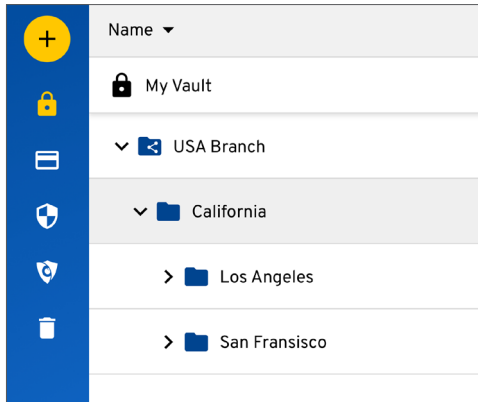 Name
My Vault
USA Branch
California
Los Angeles
San Fransisco